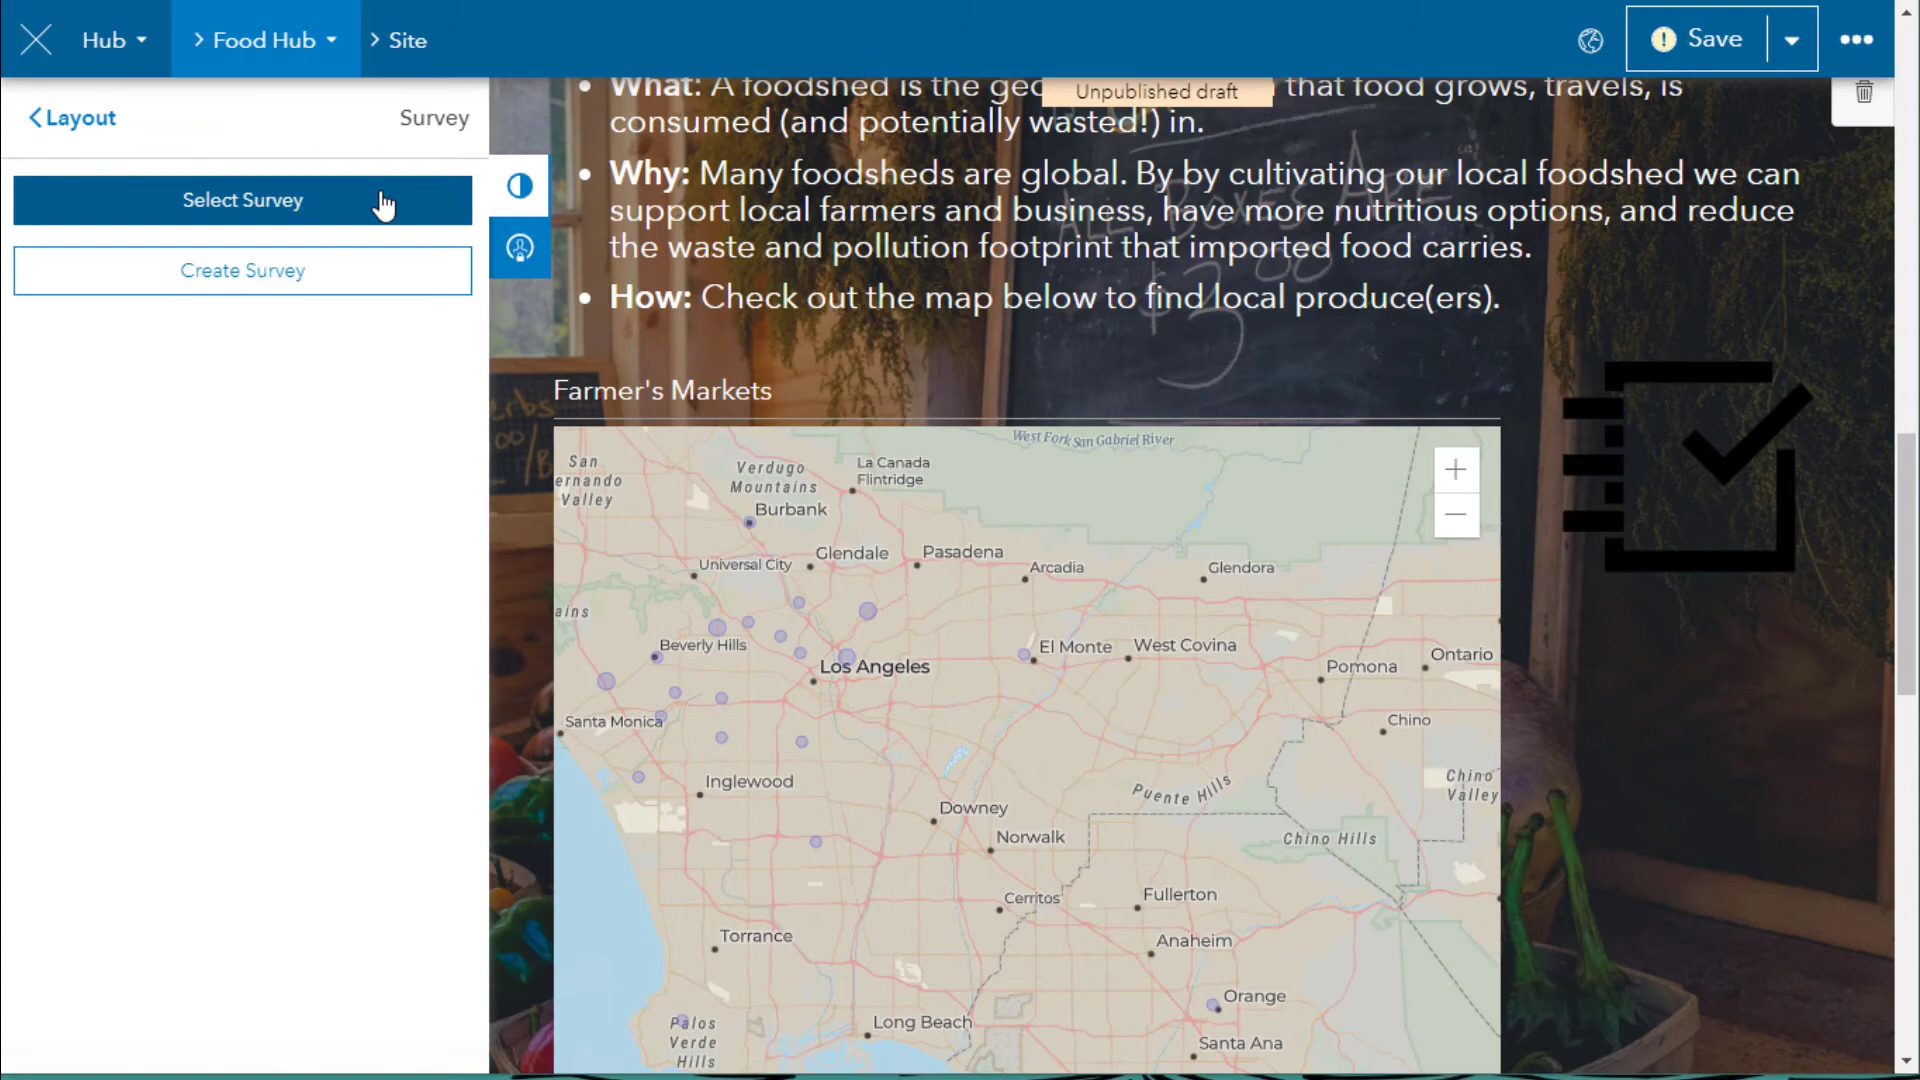 Hub
Food Hub
Site
Save
Layout
Survey
Select Survey
Create Survey
Unpublished draft
What: A foodshed is the geo that food grows, travels, is
consumed (and potentially wasted!) in.
Why: Many foodsheds are global. By by cultivating our local foodshed we can
support local farmers and business, have more nutritious options, and reduce
the waste and pollution footprint that imported food carries.
How: Check out the map below to find local produce(ers).
ALL BOXES ARE
$3.00
Farmer's Markets
West Fork San Gabriel River
San
ernando
Valley
Verdugo
Mountains
La Canada
Flintridge
Burbank
Universal City
Glendale
Pasadena
Arcadia
Glendora
ains
Beverly Hills
Los Angeles
El Monte
West Covina
Pomona
Ontario
Santa Monica
Chino
Inglewood
Puente Hills
Chino
Valley
Downey
Norwalk
Chino Hills
Cerritos
Fullerton
Torrance
Anaheim
Orange
Palos
Verde
Hills
Long Beach
Santa Ana